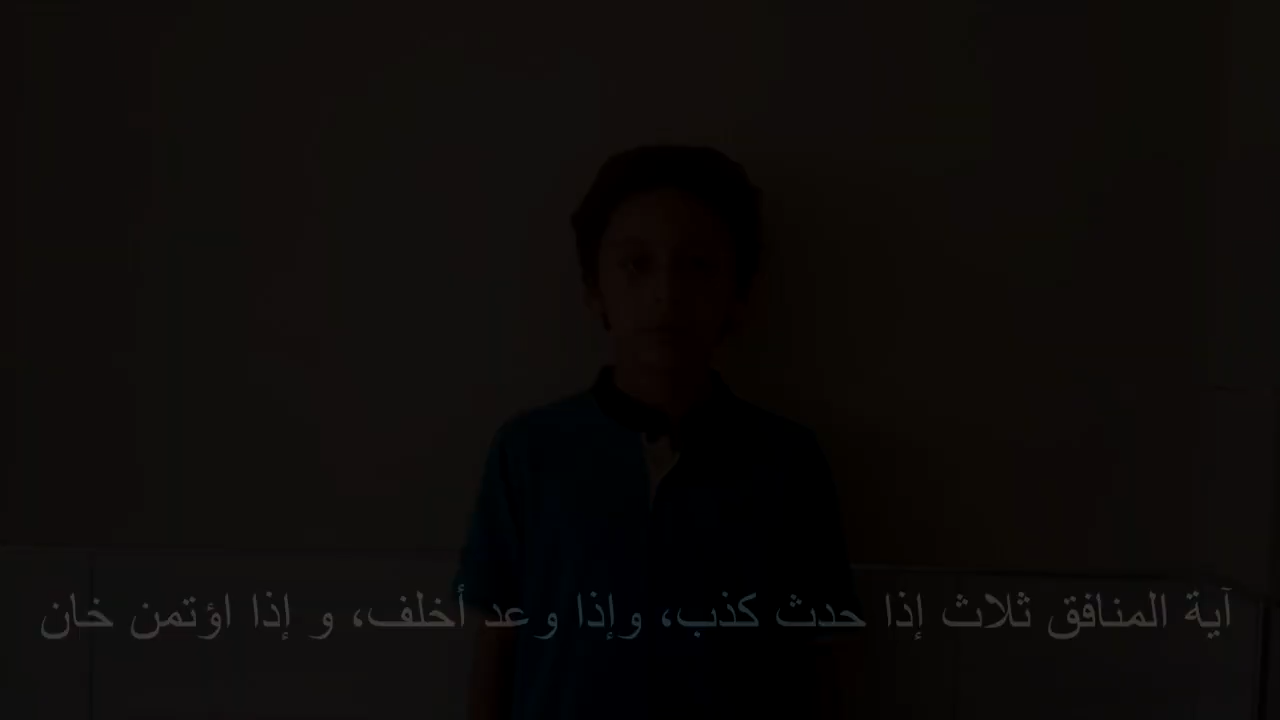 آية المنافق ثلاث إذا حدث كذب، وإذا وعد أخلف، و إذا اؤتمن خان